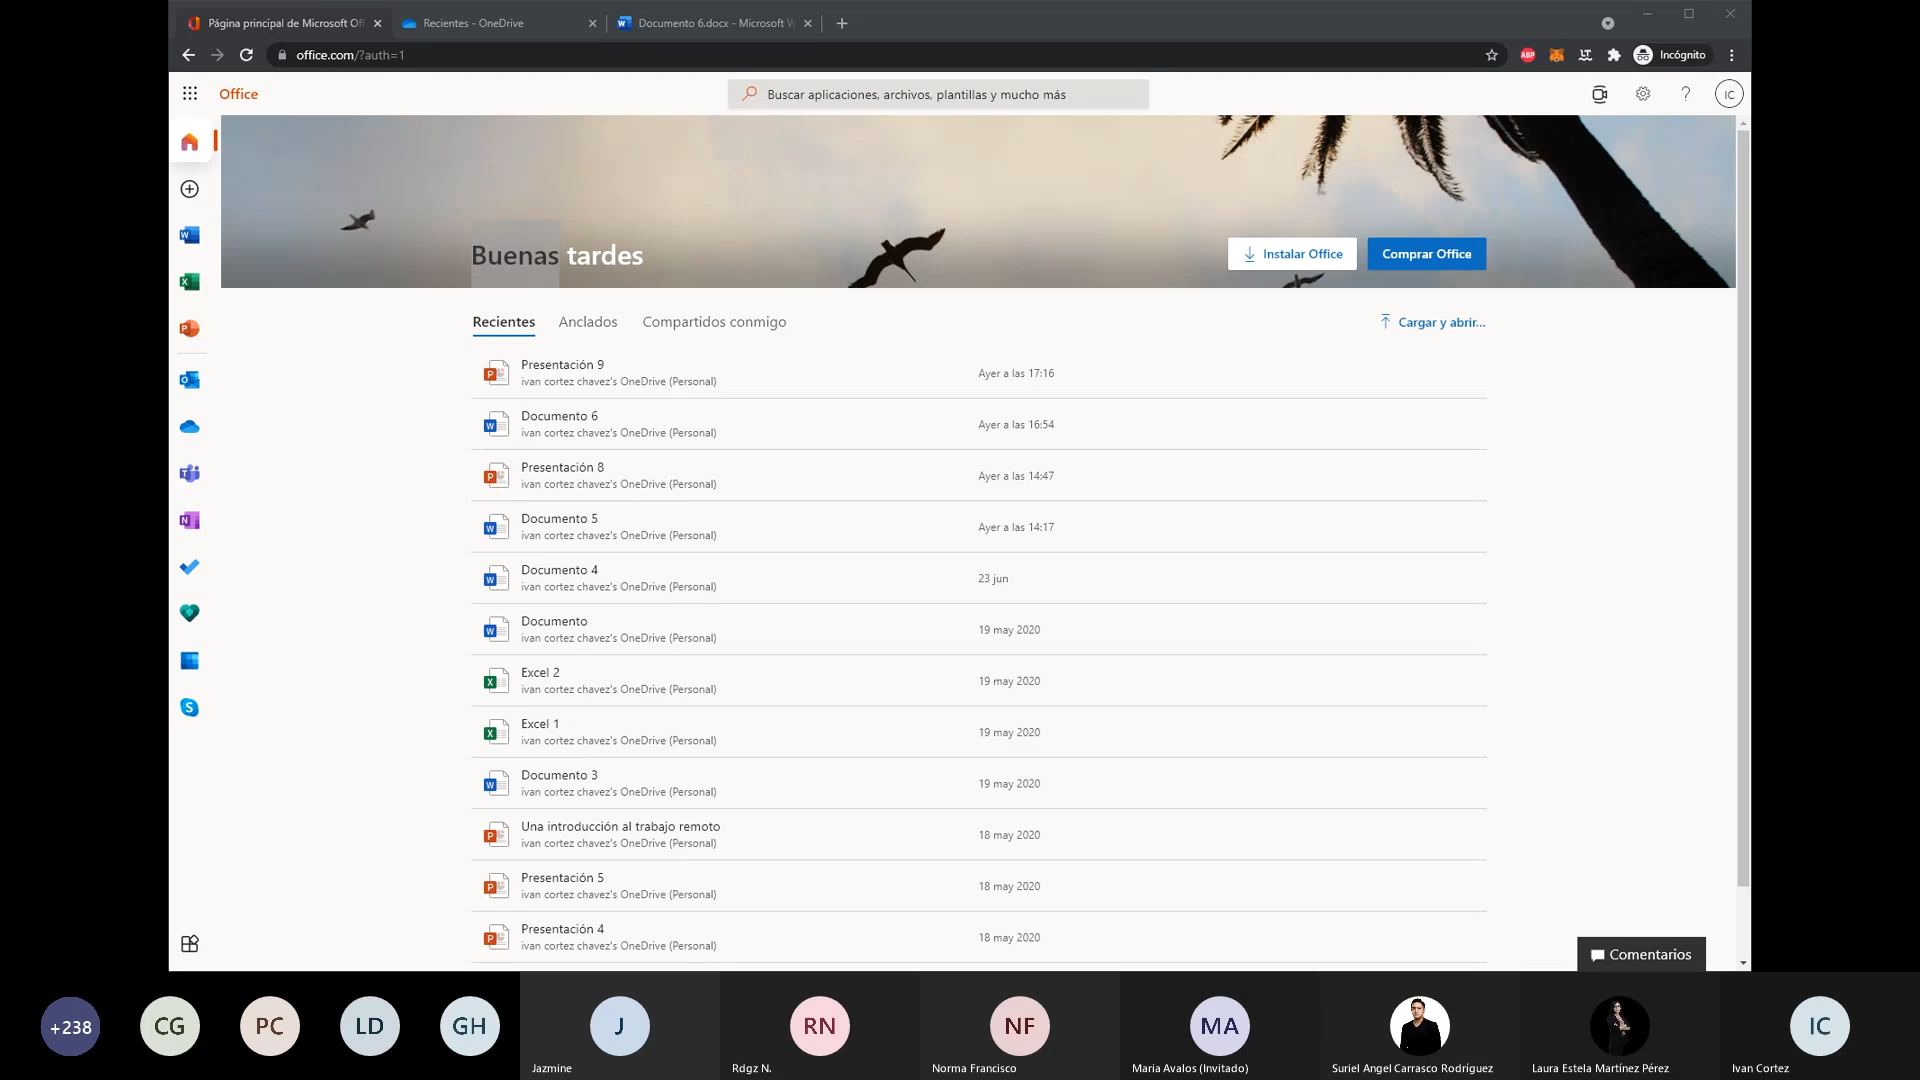 Página principal de Microsoft Of
Recientes - OneDrive
Documento 6.docx - Microsoft W
office.com/?auth=1
ABP
Incógnito
Office
Buscar aplicaciones, archivos, plantillas y mucho más
IC
Buenas tardes
Instalar Office
Comprar Office
Recientes
Anclados
Compartidos conmigo
Cargar y abrir...
Presentación 9
ivan cortez chavez's OneDrive (Personal)
Ayer a las 17:16
Documento 6
ivan cortez chavez's OneDrive (Personal)
Ayer a las 16:54
Presentación 8
ivan cortez chavez's OneDrive (Personal)
Ayer a las 14:47
Documento 5
ivan cortez chavez's OneDrive (Personal)
Ayer a las 14:17
Documento 4
ivan cortez chavez's OneDrive (Personal)
23 jun
Documento
ivan cortez chavez's OneDrive (Personal)
19 may 2020
Excel 2
ivan cortez chavez's OneDrive (Personal)
19 may 2020
Excel 1
ivan cortez chavez's OneDrive (Personal)
19 may 2020
Documento 3
ivan cortez chavez's OneDrive (Personal)
19 may 2020
Una introducción al trabajo remoto
ivan cortez chavez's OneDrive (Personal)
18 may 2020
Presentación 5
ivan cortez chavez's OneDrive (Personal)
18 may 2020
Presentación 4
ivan cortez chavez's OneDrive (Personal)
18 may 2020
Comentarios
+238
CG
PC
LD
GH
J
RN
NF
MA
IC
Jazmine
Rdgz N.
Norma Francisco
Maria Avalos (Invitado)
Suriel Angel Carrasco Rodríguez
Laura Estela Martínez Pérez
Ivan Cortez